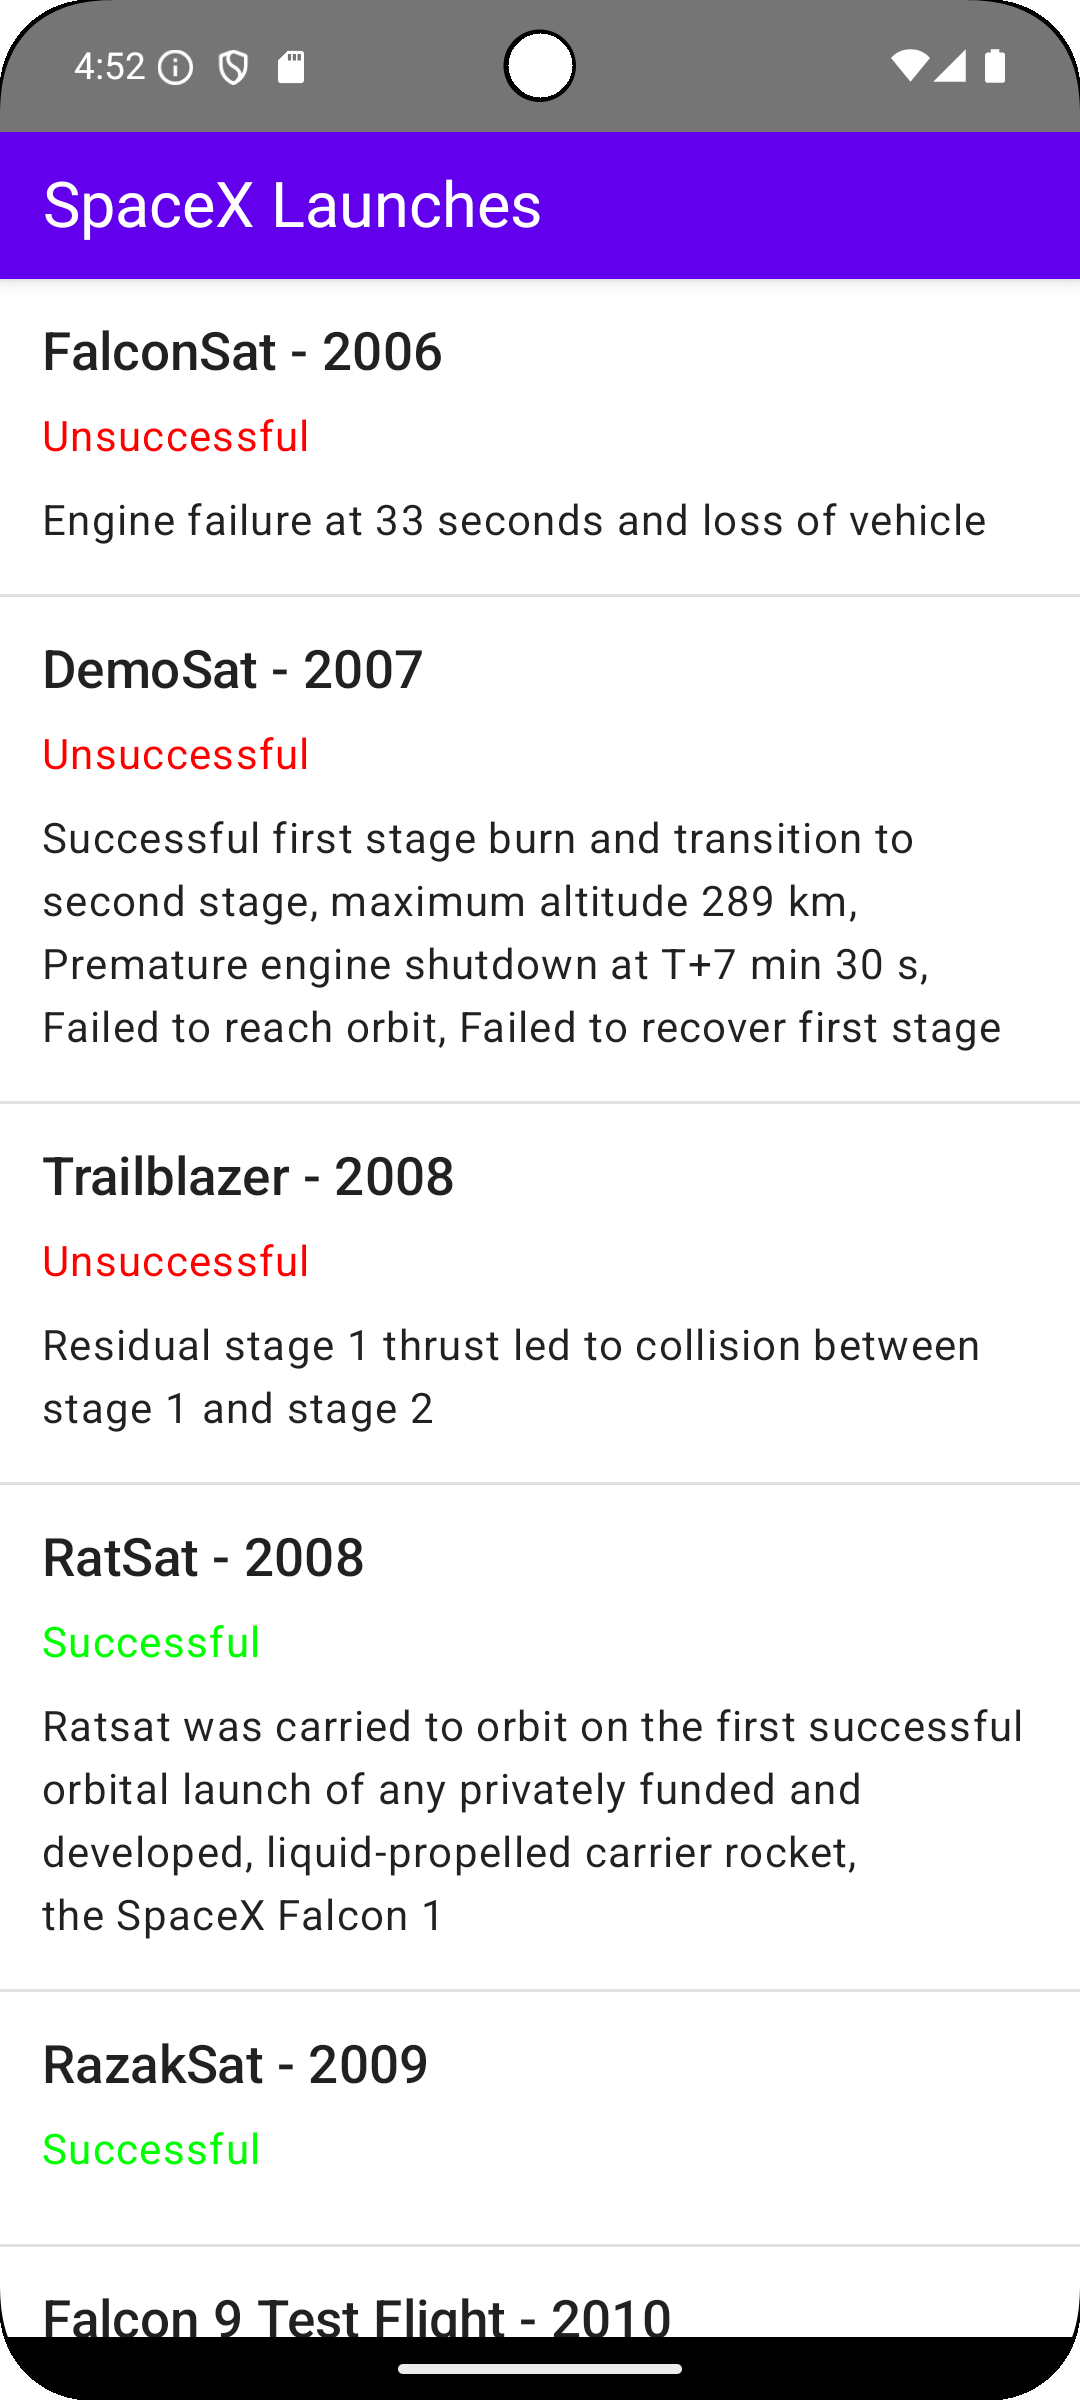 4:52
SpaceX Launches
FalconSat - 2006
Unsuccessful
Engine failure at 33 seconds and loss of vehicle
DemoSat - 2007
Unsuccessful
Successful first stage burn and transition to
second stage, maximum altitude 289 km,
Premature engine shutdown at T+7 min 30 s,
Failed to reach orbit, Failed to recover first stage
Trailblazer - 2008
Unsuccessful
Residual stage 1 thrust led to collision between
stage 1 and stage 2
RatSat - 2008
Successful
Ratsat was carried to orbit on the first successful
orbital launch of any privately funded and
developed, liquid-propelled carrier rocket,
the SpaceX Falcon 1
RazakSat - 2009
Successful
Falcon 9 Test Flight - 2010